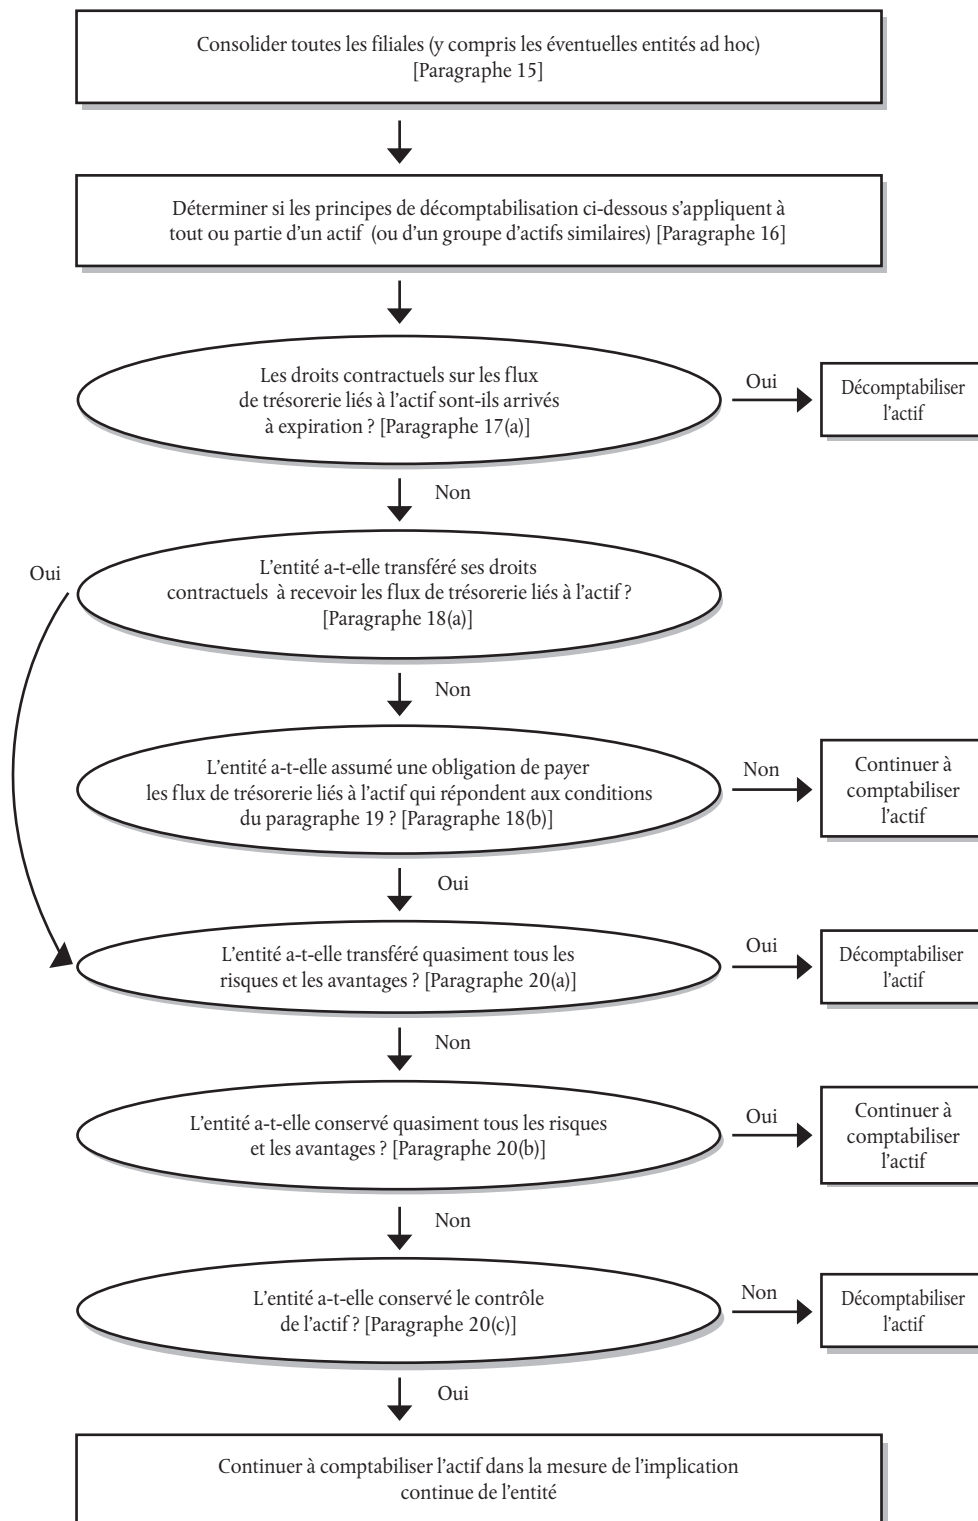 Consolider toutes les filiales (y compris les éventuelles entités ad hoc)
[Paragraphe 15]
Déterminer si les principes de décomptabilisation ci-dessous s'appliquent à
tout ou partie d'un actif (ou d'un groupe d'actifs similaires) [Paragraphe 16]
Les droits contractuels sur les flux
de trésorerie liés à l'actif sont-ils arrivés
à expiration ? [Paragraphe 17(a)]
Oui
Décomptabiliser
l'actif
Non
L'entité a-t-elle transféré ses droits
contractuels à recevoir les flux de trésorerie liés à l'actif ?
[Paragraphe 18(a)]
Oui
Non
L'entité a-t-elle assumé une obligation de payer
les flux de trésorerie liés à l'actif qui répondent aux conditions
du paragraphe 19 ? [Paragraphe 18(b)]
Non
Continuer à
comptabiliser
l'actif
Oui
L'entité a-t-elle transféré quasiment tous les
risques et les avantages ? [Paragraphe 20(a)]
Oui
Décomptabiliser
l'actif
Non
L'entité a-t-elle conservé quasiment tous les risques
et les avantages ? [Paragraphe 20(b)]
Oui
Continuer à
comptabiliser
l'actif
Non
L'entité a-t-elle conservé le contrôle
de l'actif ? [Paragraphe 20(c)]
Non
Décomptabiliser
l'actif
Oui
Continuer à comptabiliser l'actif dans la mesure de l'implication
continue de l'entité